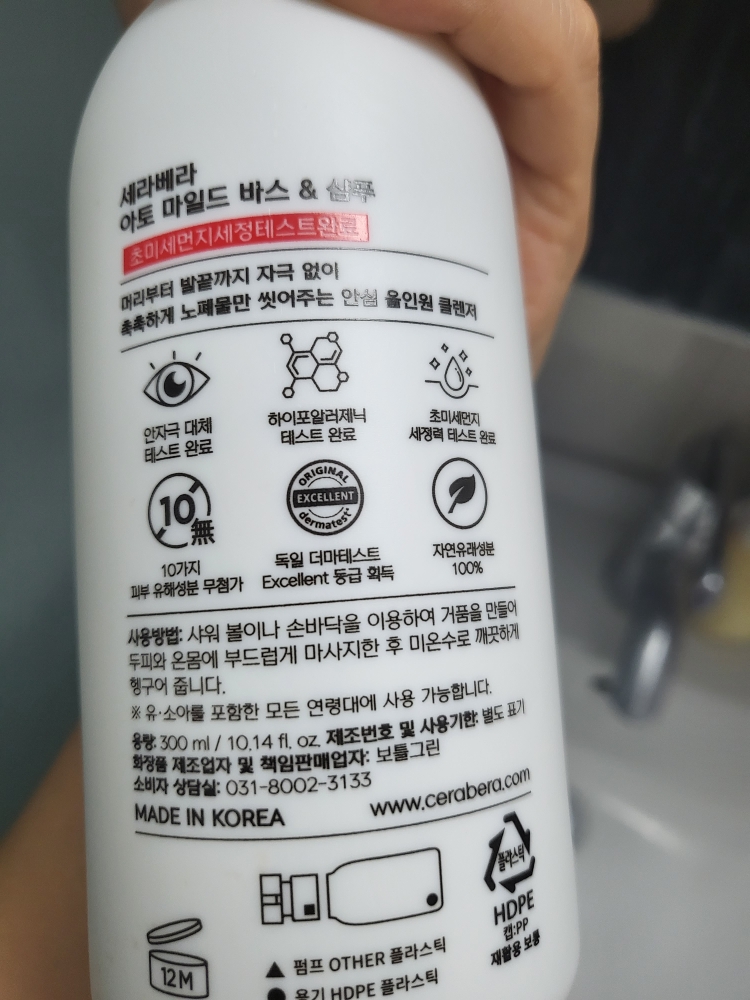 세라베라
아토 마일드 바스 & 샴푸
초미세먼지세정테스트완료
머리부터 발끝까지 자극 없이
촉촉하게 노폐물만 씻어주는 안심 올인원 클렌저
안자극 대체
테스트 완료
하이포알러제닉
테스트 완료
초미세먼지
세정력 테스트 완료
10無
10가지
피부 유해성분 무첨가
ORIGINAL
EXCELLENT
dermatest
독일 더마테스트
Excellent 등급 획득
자연유래성분
100%
사용방법: 샤워 볼이나 손바닥을 이용하여 거품을 만들어
두피와 온몸에 부드럽게 마사지한 후 미온수로 깨끗하게
헹구어 줍니다.
※ 유·소아를 포함한 모든 연령대에 사용 가능합니다.
용량: 300 ml / 10.14 fl. oz. 제조번호 및 사용기한: 별도 표기
화장품 제조업자 및 책임판매업자: 보틀그린
소비자 상담실: 031-8002-3133
MADE IN KOREA
www.cerabera.com
플라스틱
HDPE
캡:PP
재활용 보통
12M
▲ 펌프 OTHER 플라스틱
● 용기 HDPE 플라스틱